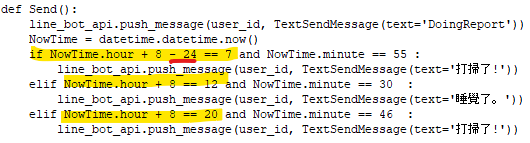 def Send():
    line_bot_api.push_message(user_id, TextSendMessage(text='DoingReport'))
    NowTime = datetime.datetime.now()
    if NowTime.hour + 8 - 24 == 7 and NowTime.minute == 55 :
        line_bot_api.push_message(user_id, TextSendMessage(text='打掃了!'))
    elif NowTime.hour + 8 == 12 and NowTime.minute == 30  :
        line_bot_api.push_message(user_id, TextSendMessage(text='睡覺了。'))
    elif NowTime.hour + 8 == 20 and NowTime.minute == 46  :
        line_bot_api.push_message(user_id, TextSendMessage(text='打掃了!'))